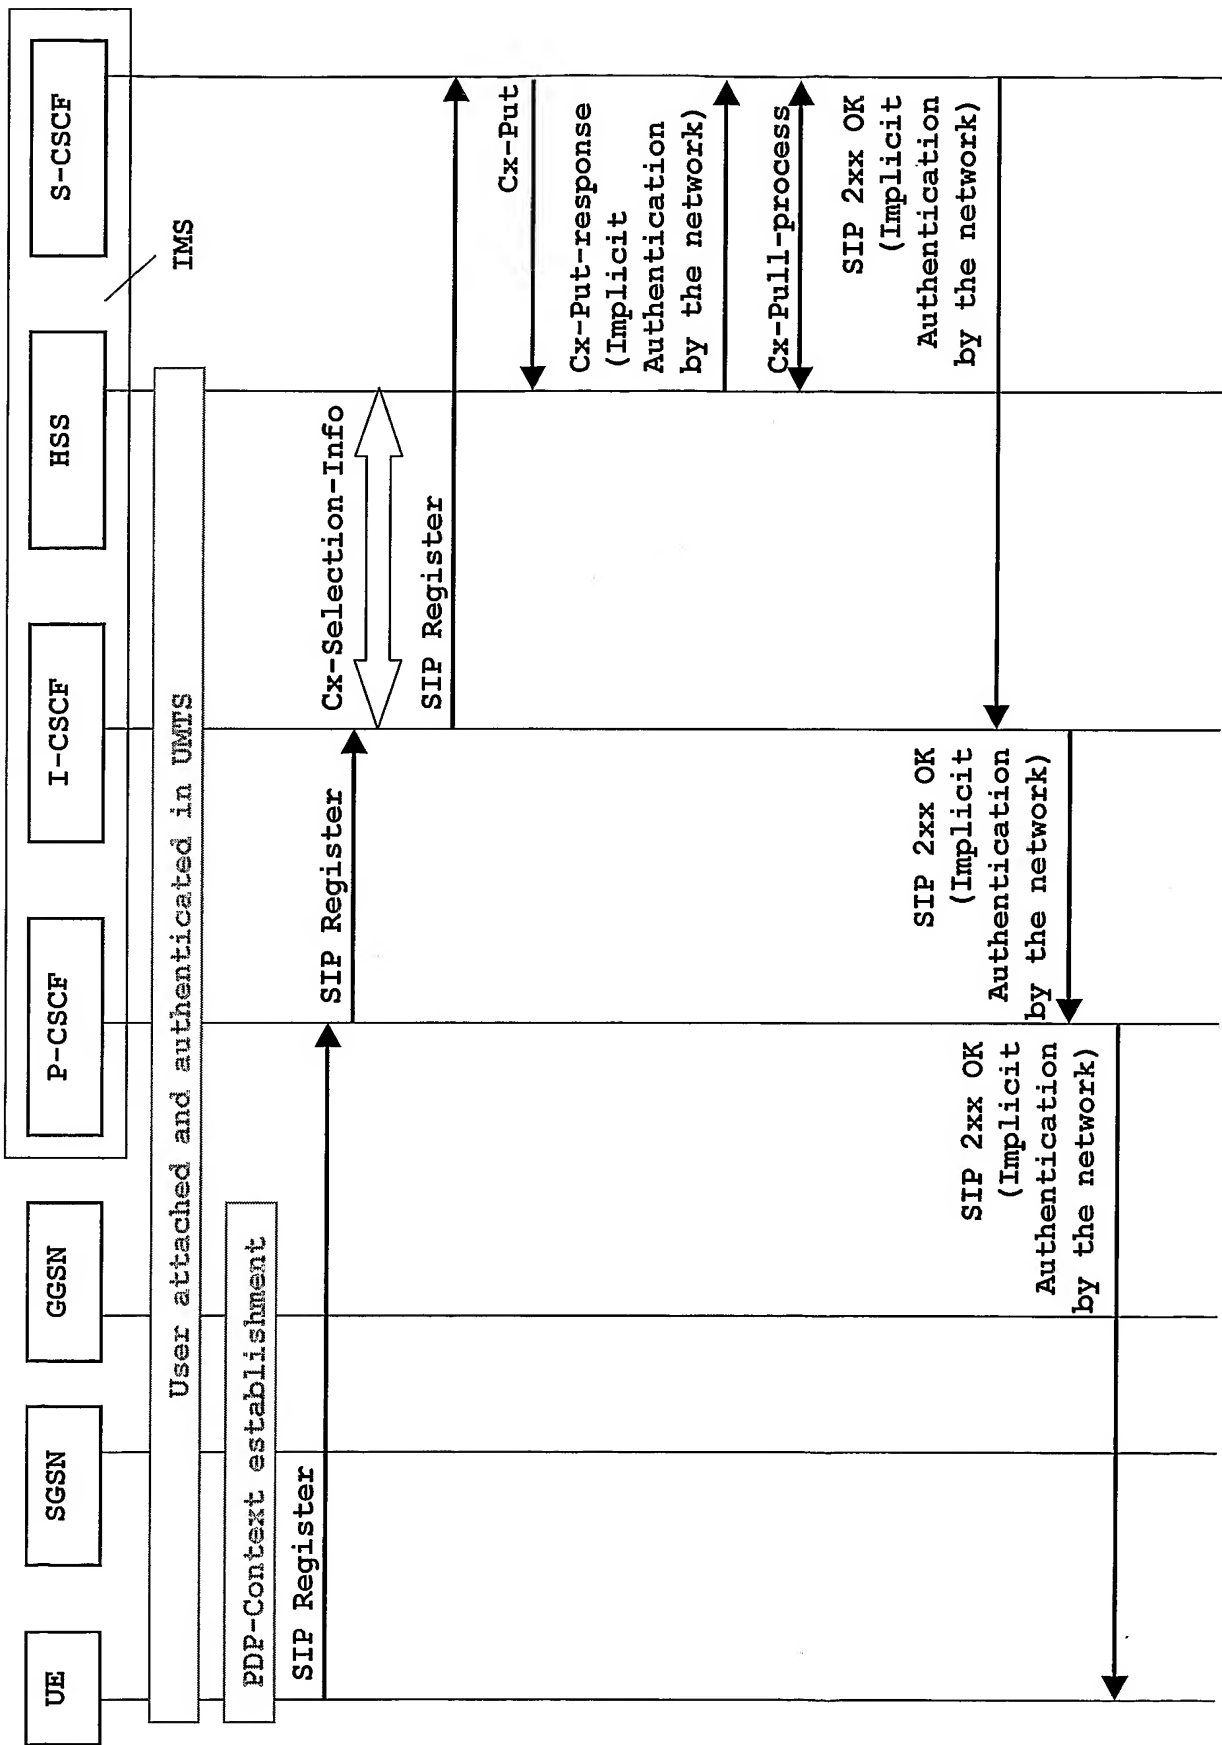 UE
SGSN
GGSN
P-CSCF
I-CSCF
HSS
S-CSCF
IMS
User attached and authenticated in UMTS
PDP-Context establishment
SIP Register
SIP Register
Cx-Selection-Info
SIP Register
Cx-Put
Cx-Put-response
(Implicit
Authentication
by the network)
Cx-Pull-process
SIP 2xx OK
(Implicit
Authentication
by the network)
SIP 2xx OK
(Implicit
Authentication
by the network)
SIP 2xx OK
(Implicit
Authentication
by the network)